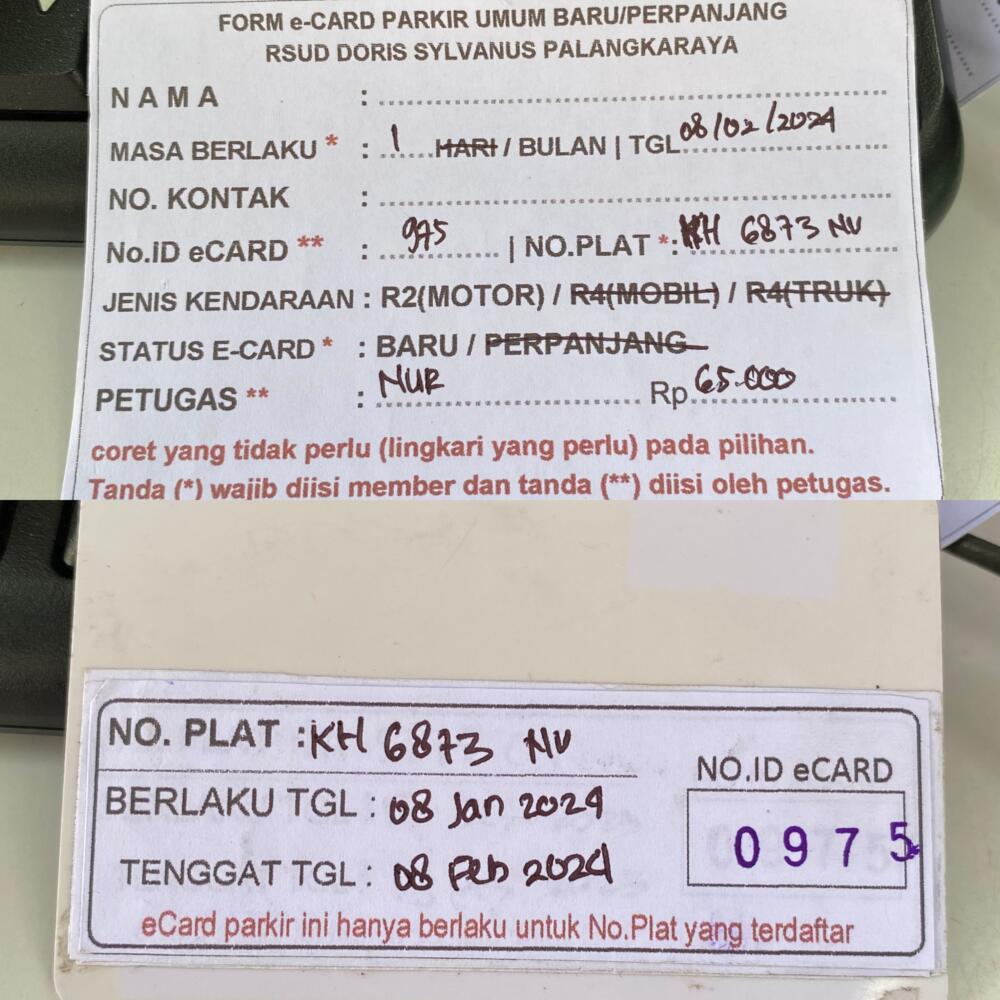 FORM e-CARD PARKIR UMUM BARU/PERPANJANG
RSUD DORIS SYLVANUS PALANGKARAYA
NAMA :
MASA BERLAKU * : 1 HARI / BULAN | TGL 08/02/2024
NO. KONTAK :
No.ID eCARD ** : 975 | NO.PLAT *: KH 6873 NU
JENIS KENDARAAN : R2(MOTOR) / R4(MOBIL) / R4(TRUK)
STATUS E-CARD * : BARU / PERPANJANG
PETUGAS ** : NUR Rp 65.000
coret yang tidak perlu (lingkari yang perlu) pada pilihan.
Tanda (*) wajib diisi member dan tanda (**) diisi oleh petugas.
NO. PLAT : KH 6873 NU
NO.ID eCARD
BERLAKU TGL : 08 Jan 2024
0975
TENGGAT TGL : 08 Feb 2024
eCard parkir ini hanya berlaku untuk No.Plat yang terdaftar